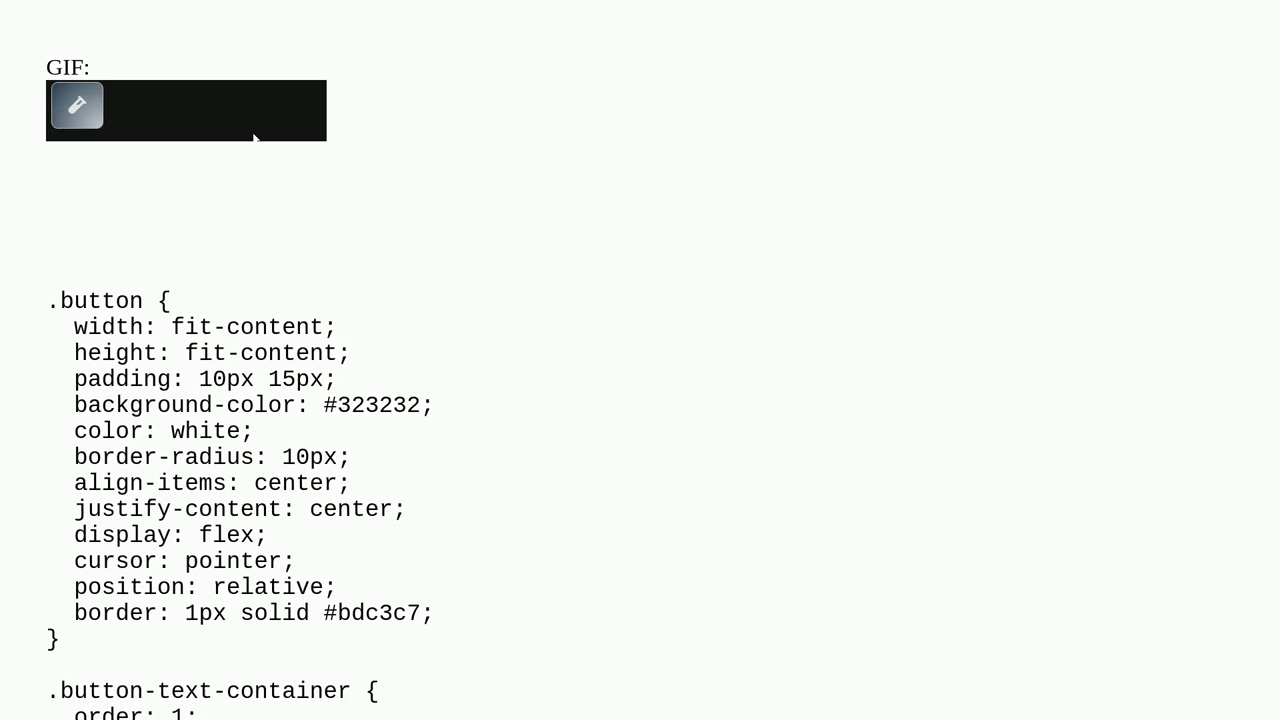 GIF:
.button {
  width: fit-content;
  height: fit-content;
  padding: 10px 15px;
  background-color: #323232;
  color: white;
  border-radius: 10px;
  align-items: center;
  justify-content: center;
  display: flex;
  cursor: pointer;
  position: relative;
  border: 1px solid #bdc3c7;
}
.button-text-container {
  order: 1;